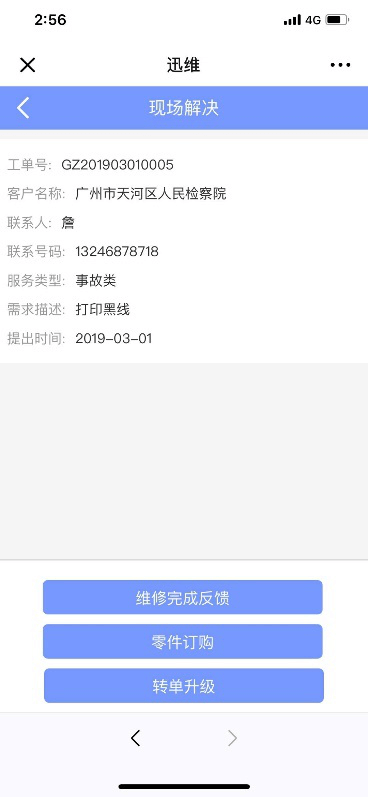 2:56
4G
迅维
现场解决
工单号: GZ201903010005
客户名称: 广州市天河区人民检察院
联系人: 詹
联系号码: 13246878718
服务类型: 事故类
需求描述: 打印黑线
提出时间: 2019-03-01
维修完成反馈
零件订购
转单升级